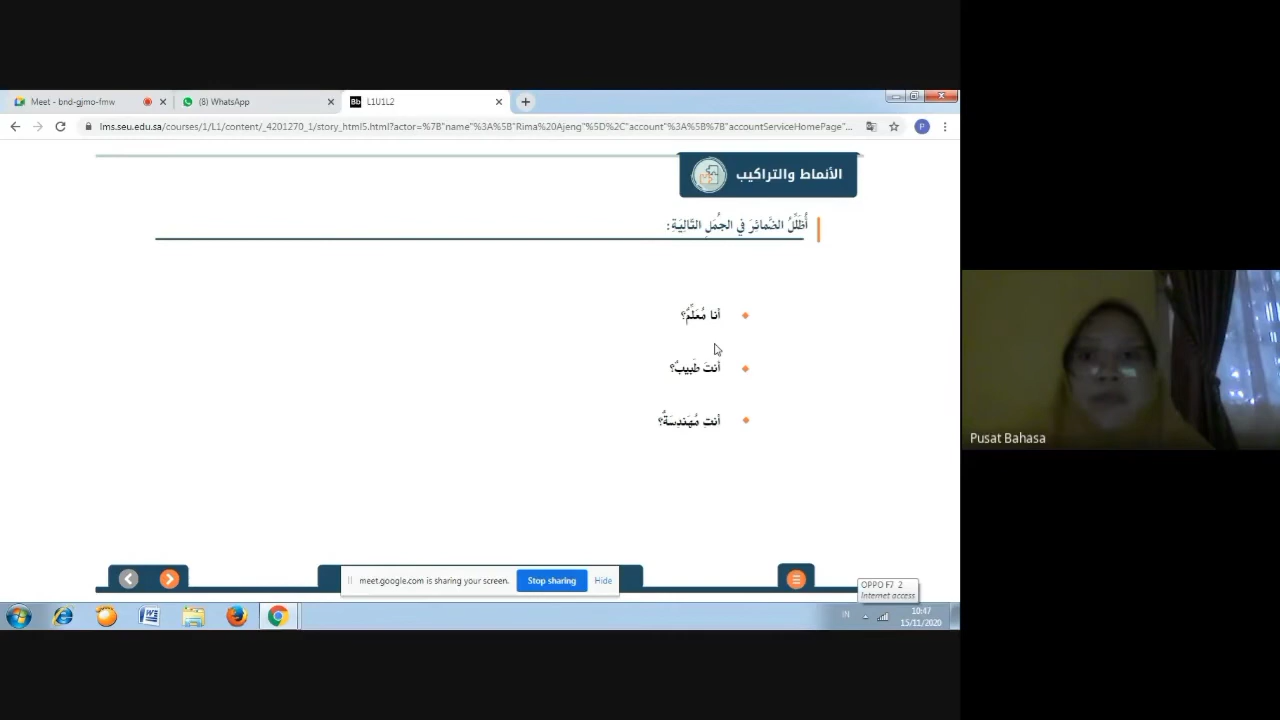 Meet - bnd-gjmo-fmw
(8) WhatsApp
Bb L1U1L2
lms.seu.edu.sa/courses/1/L1/content/_4201270_1/story_html5.html?actor=%7B"name"%3A%5B"Rima%20Ajeng"%5D%2C"account"%3A%5B%7B"accountServiceHomePage"...
P
الأنماط والتراكيب
أُظَلِّلُ الضَّمائِرَ في الجُمَلِ التَّالِيَةِ:
أنا مُعَلِّمٌ؟
أنتَ طَبيبٌ؟
أنتِ مُهَندِسَةٌ؟
Pusat Bahasa
meet.google.com is sharing your screen. Stop sharing Hide
OPPO F7 2
Internet access
IN
10:47
15/11/2020